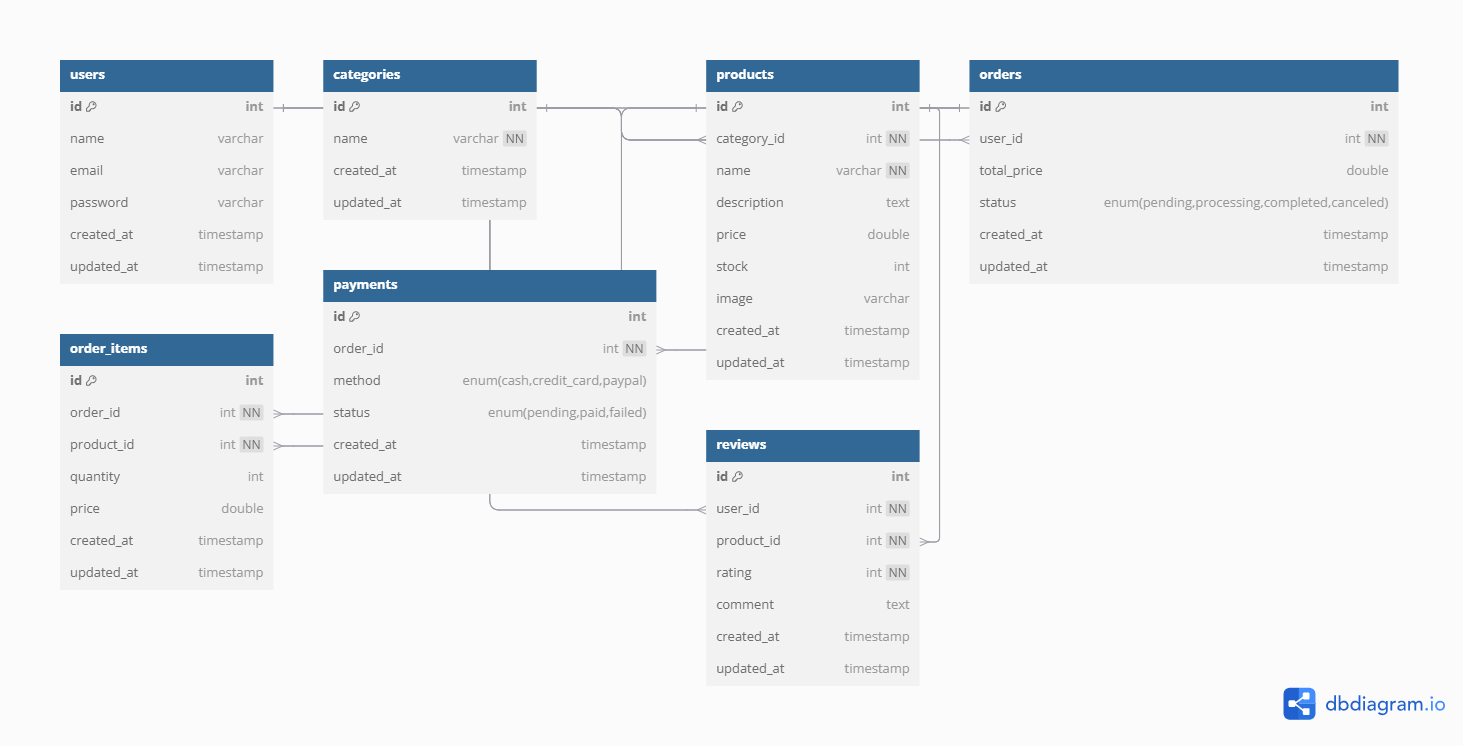 users
id int
name varchar
email varchar
password varchar
created_at timestamp
updated_at timestamp
categories
id int
name varchar NN
created_at timestamp
updated_at timestamp
products
id int
category_id int NN
name varchar NN
description text
price double
stock int
image varchar
created_at timestamp
updated_at timestamp
orders
id int
user_id int NN
total_price double
status enum(pending,processing,completed,canceled)
created_at timestamp
updated_at timestamp
payments
id int
order_id int NN
method enum(cash,credit_card,paypal)
status enum(pending,paid,failed)
created_at timestamp
updated_at timestamp
order_items
id int
order_id int NN
product_id int NN
quantity int
price double
created_at timestamp
updated_at timestamp
reviews
id int
user_id int NN
product_id int NN
rating int NN
comment text
created_at timestamp
updated_at timestamp
dbdiagram.io